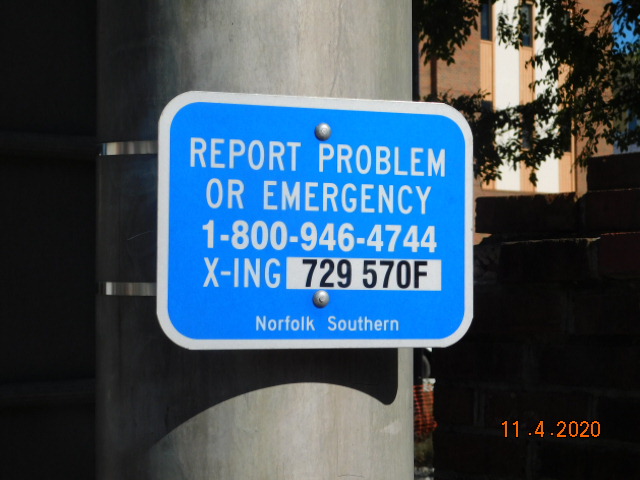 REPORT PROBLEM
OR EMERGENCY
1-800-946-4744
X-ING 729 570F
Norfolk Southern
11.4.2020